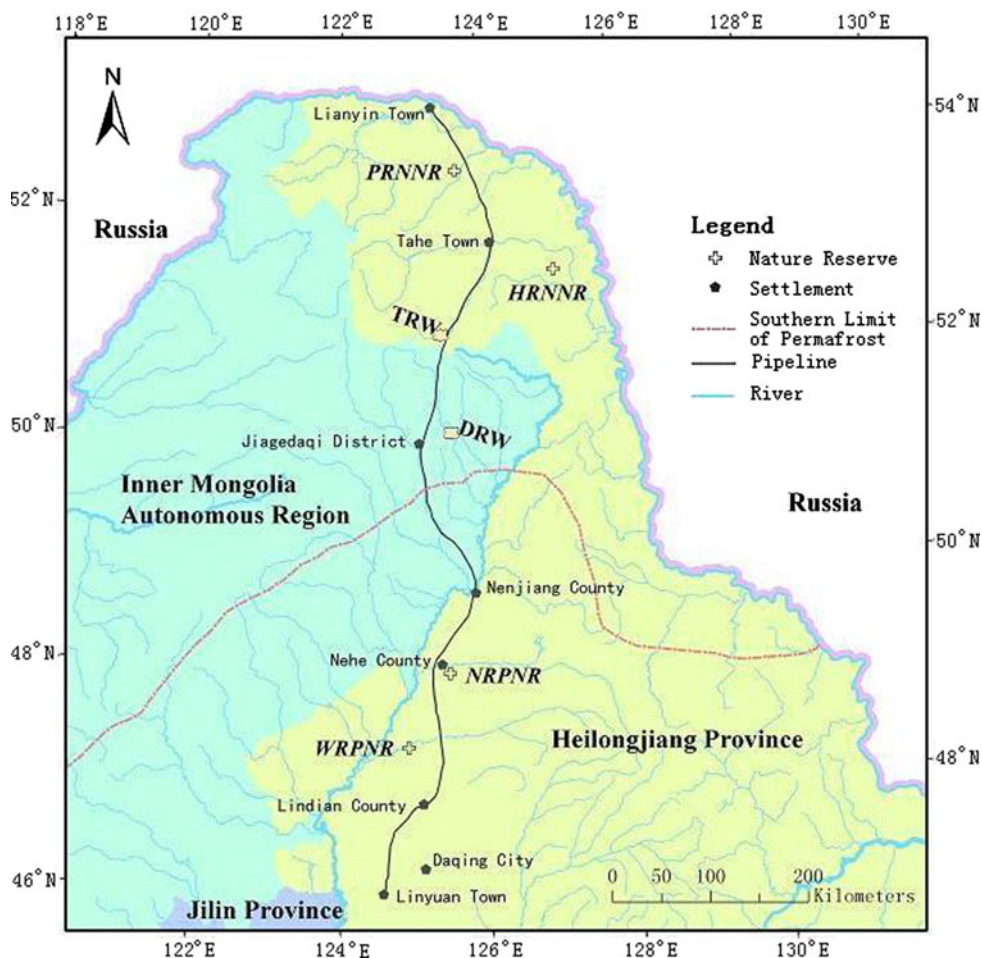 118°E 120°E 122°E 124°E 126°E 128°E 130°E
N
54°N
Lianyin Town
PRNNR
52°N
Russia
Legend
Nature Reserve
Tahe Town
HRNNR
Settlement
TRW
Southern Limit
of Permafrost
52°N
Pipeline
River
50°N
Jiagedaqi District
DRW
Inner Mongolia
Autonomous Region
Russia
50°N
Nenjiang County
48°N
Nehe County
NRPNR
WRPNR
Heilongjiang Province
48°N
Lindian County
Daqing City
46°N
0 50 100 200
Kilometers
Linyuan Town
Jilin Province
122°E 124°E 126°E 128°E 130°E